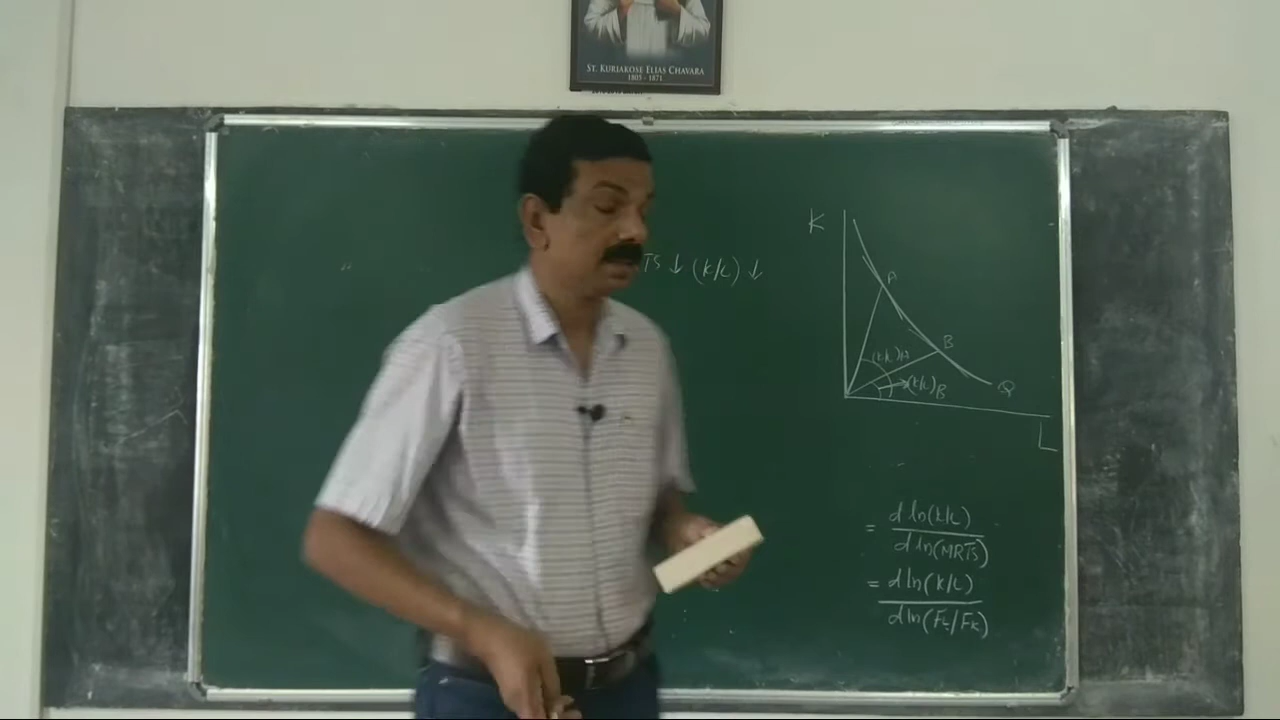 ST. KURIAKOSE ELIAS CHAVARA
1805 - 1871
TS ↓ (K/L) ↓
K
A
B
(K/L)A
(K/L)B
Q
L
= d ln(K/L)
d ln(MRTS)
= d ln(K/L)
d ln(FL/FK)